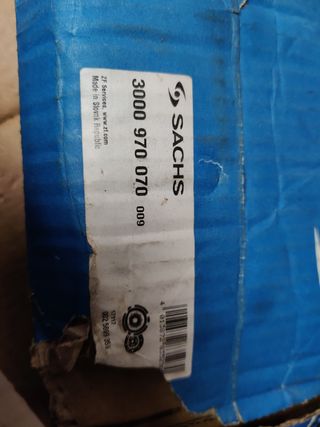 SACHS
3000 970 070 009
ZF Services, www.zf.com
Made in Slovak Republic